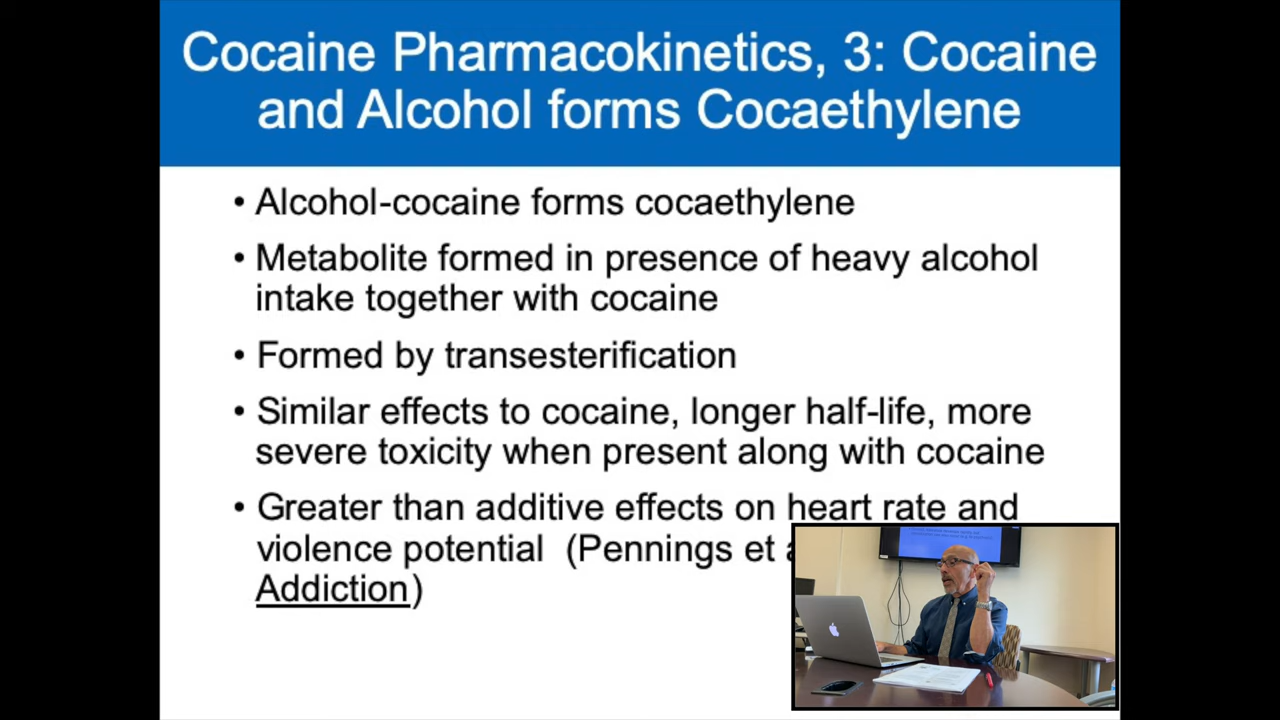 Cocaine Pharmacokinetics, 3: Cocaine
and Alcohol forms Cocaethylene
• Alcohol-cocaine forms cocaethylene
• Metabolite formed in presence of heavy alcohol
intake together with cocaine
• Formed by transesterification
• Similar effects to cocaine, longer half-life, more
severe toxicity when present along with cocaine
• Greater than additive effects on heart rate and
violence potential (Pennings et
Addiction)